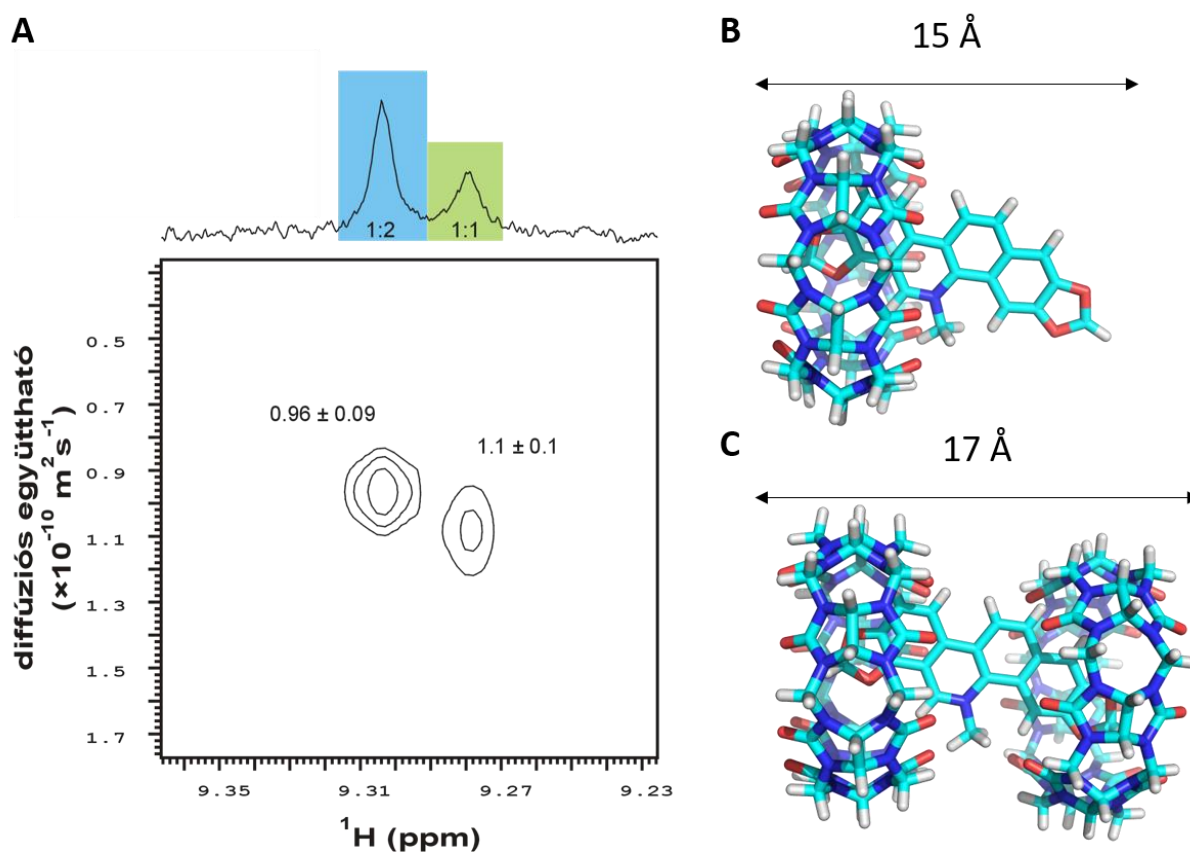 A
1:2
1:1
diffúziós együttható
(×10⁻¹⁰ m² s⁻¹)
0.5
0.7
0.9
1.1
1.3
1.5
1.7
0.96 ± 0.09
1.1 ± 0.1
9.35
9.31
9.27
9.23
¹H (ppm)
B
15 Å
C
17 Å